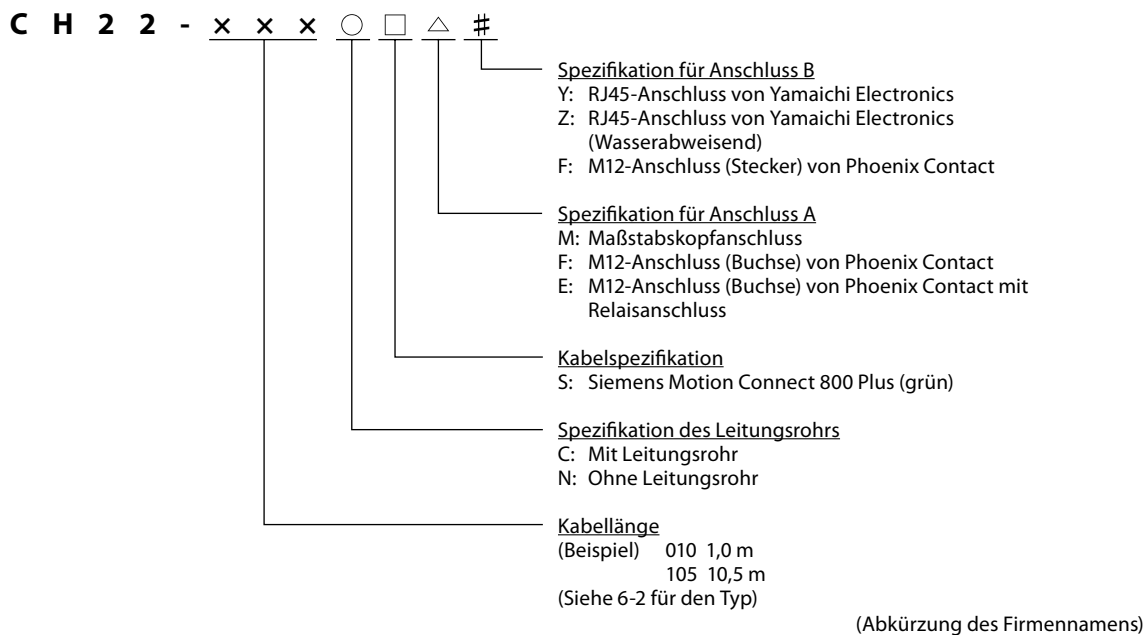 C H 2 2 - × × × ○ □ △ #
Spezifikation für Anschluss B
Y: RJ45-Anschluss von Yamaichi Electronics
Z: RJ45-Anschluss von Yamaichi Electronics
(Wasserabweisend)
F: M12-Anschluss (Stecker) von Phoenix Contact
Spezifikation für Anschluss A
M: Maßstabskopfanschluss
F: M12-Anschluss (Buchse) von Phoenix Contact
E: M12-Anschluss (Buchse) von Phoenix Contact mit
Relaisanschluss
Kabelspezifikation
S: Siemens Motion Connect 800 Plus (grün)
Spezifikation des Leitungsrohrs
C: Mit Leitungsrohr
N: Ohne Leitungsrohr
Kabellänge
(Beispiel) 010 1,0 m
105 10,5 m
(Siehe 6-2 für den Typ)
(Abkürzung des Firmennamens)